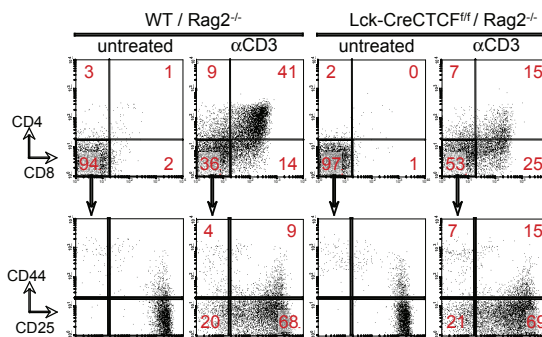 WT / Rag2-/- Lck-CreCTCFf/f / Rag2-/-
untreated αCD3 untreated αCD3
CD4
CD8
3 1 9 41 2 0 7 15
94 2 36 14 97 1 53 25
CD44
CD25
4 9 7 15
20 68 21 69